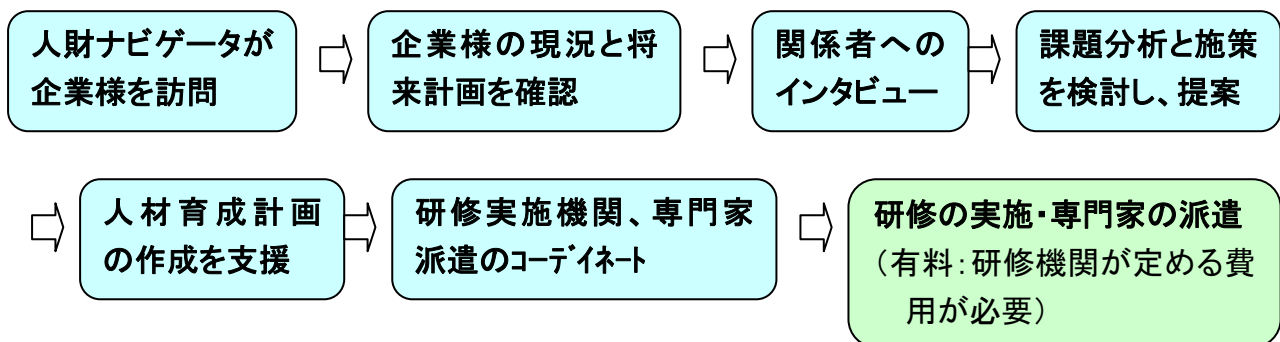 人財ナビゲータが
企業様を訪問
企業様の現況と将
来計画を確認
関係者への
インタビュー
課題分析と施策
を検討し、提案
人材育成計画
の作成を支援
研修実施機関、専門家
派遣のｺｰﾃﾞｲﾈｰﾄ
研修の実施・専門家の派遣
（有料：研修機関が定める費
用が必要）